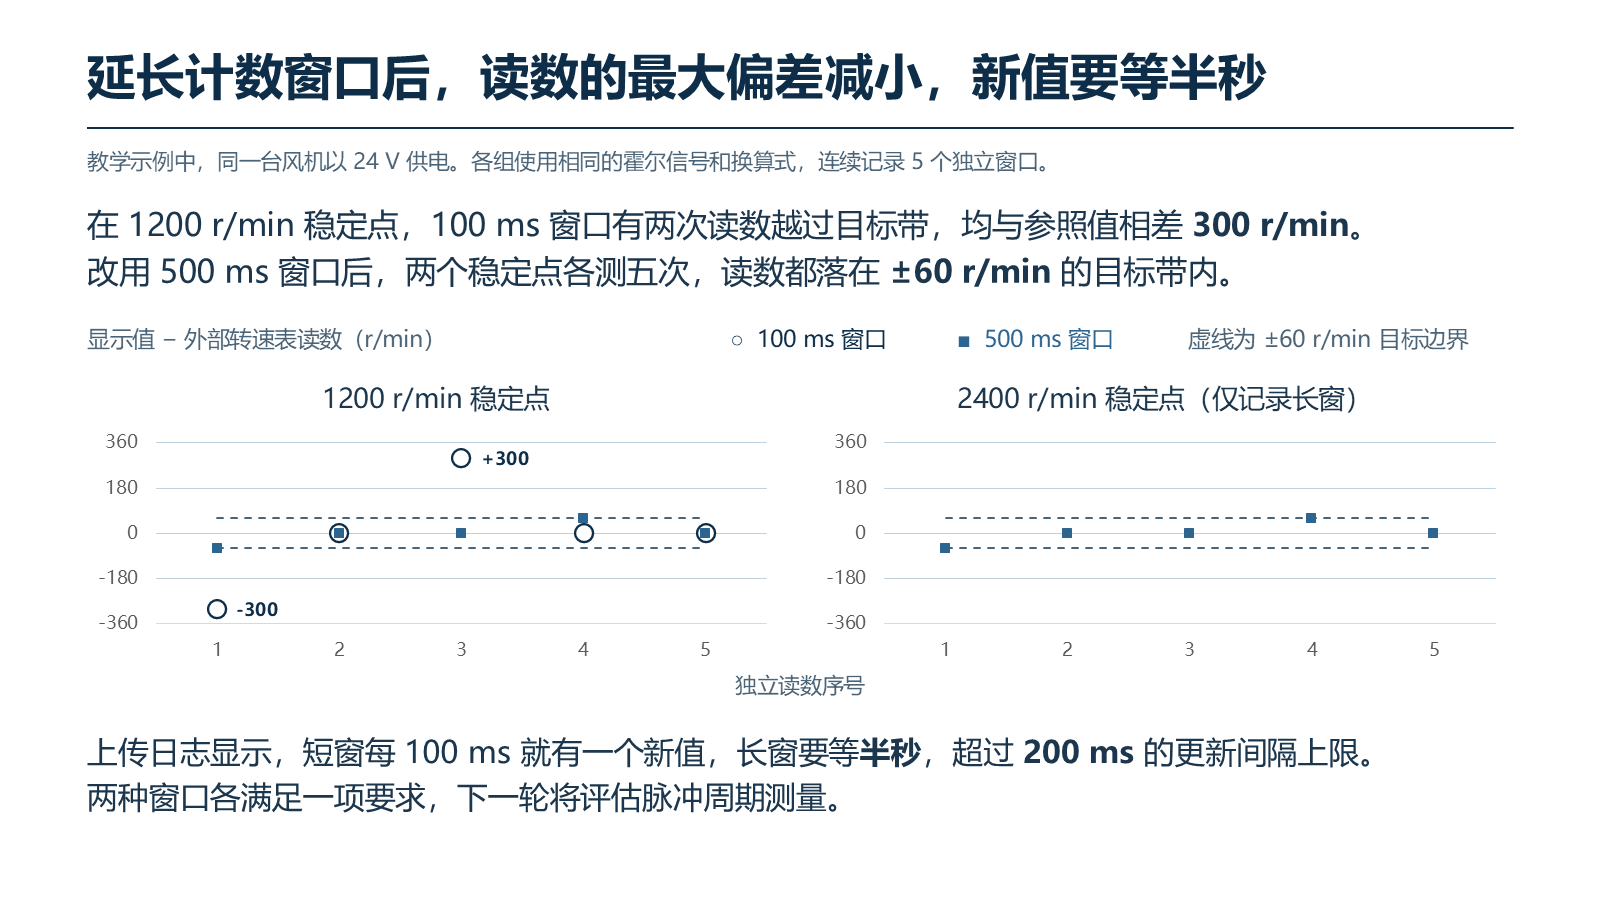 延长计数窗口后，读数的最大偏差减小，新值要等半秒
教学示例中，同一台风机以 24 V 供电。各组使用相同的霍尔信号和换算式，连续记录 5 个独立窗口。
在 1200 r/min 稳定点，100 ms 窗口有两次读数越过目标带，均与参照值相差 300 r/min。
改用 500 ms 窗口后，两个稳定点各测五次，读数都落在 ±60 r/min 的目标带内。
显示值 − 外部转速表读数（r/min） ○ 100 ms 窗口 ■ 500 ms 窗口 虚线为 ±60 r/min 目标边界
1200 r/min 稳定点
360
180
0
-180
-360
+300
-300
1 2 3 4 5
2400 r/min 稳定点（仅记录长窗）
360
180
0
-180
-360
1 2 3 4 5
独立读数序号
上传日志显示，短窗每 100 ms 就有一个新值，长窗要等半秒，超过 200 ms 的更新间隔上限。
两种窗口各满足一项要求，下一轮将评估脉冲周期测量。